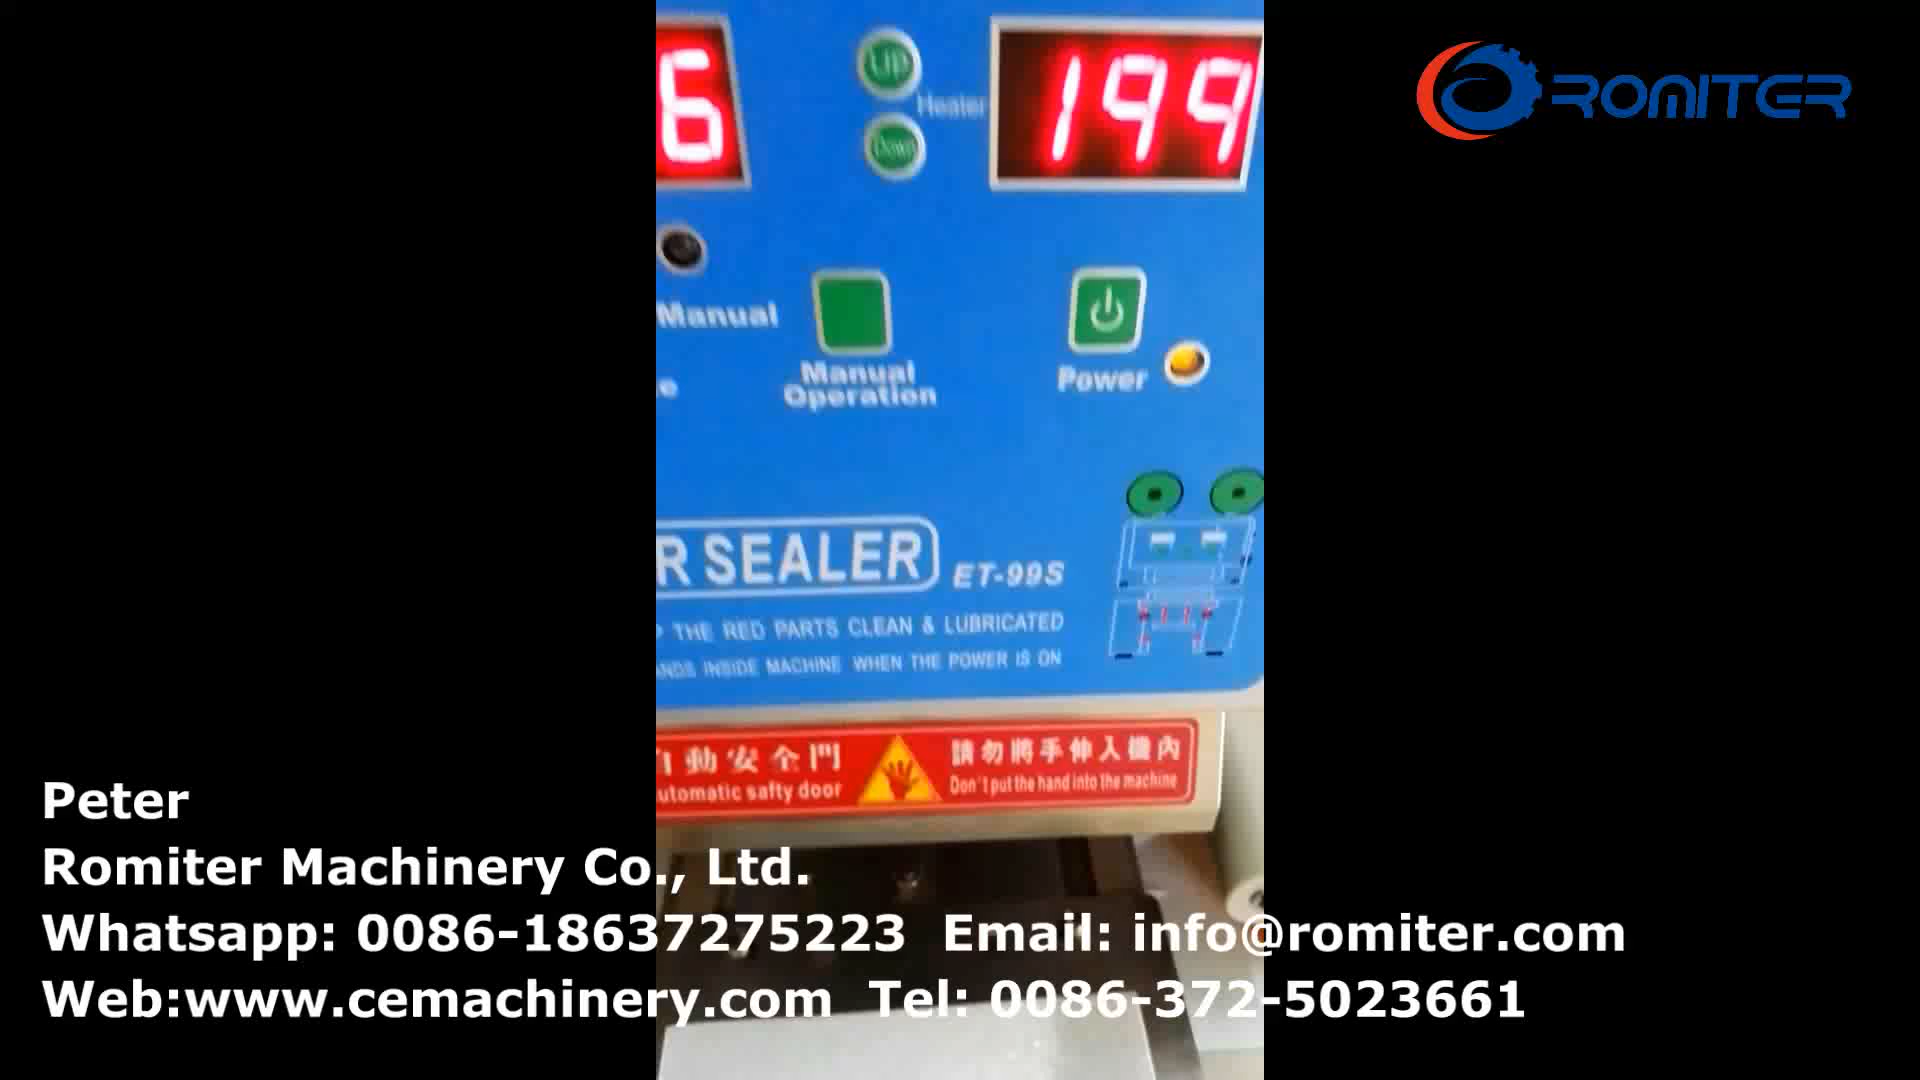 6
UP
Heater
Down
199
ROMITER
Manual
Manual
Operation
Power
R SEALER ET-99S
THE RED PARTS CLEAN & LUBRICATED
ANDS INSIDE MACHINE WHEN THE POWER IS ON
自動安全門
utomatic safty door
請勿將手伸入機內
Don't put the hand into the machine
Peter
Romiter Machinery Co., Ltd.
Whatsapp: 0086-18637275223 Email: info@romiter.com
Web:www.cemachinery.com Tel: 0086-372-5023661